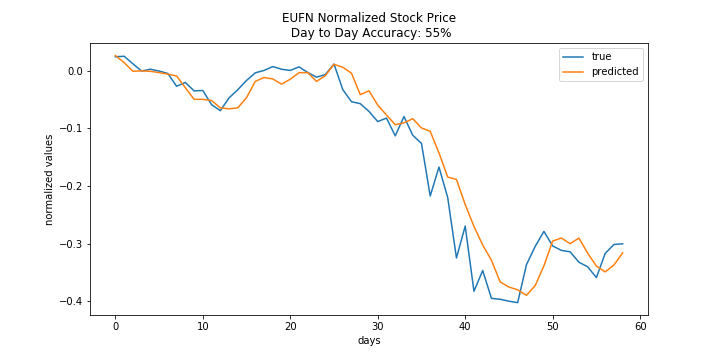 EUFN Normalized Stock Price
Day to Day Accuracy: 55%
true
predicted
0.0
−0.1
−0.2
−0.3
−0.4
normalized values
0
10
20
30
40
50
60
days